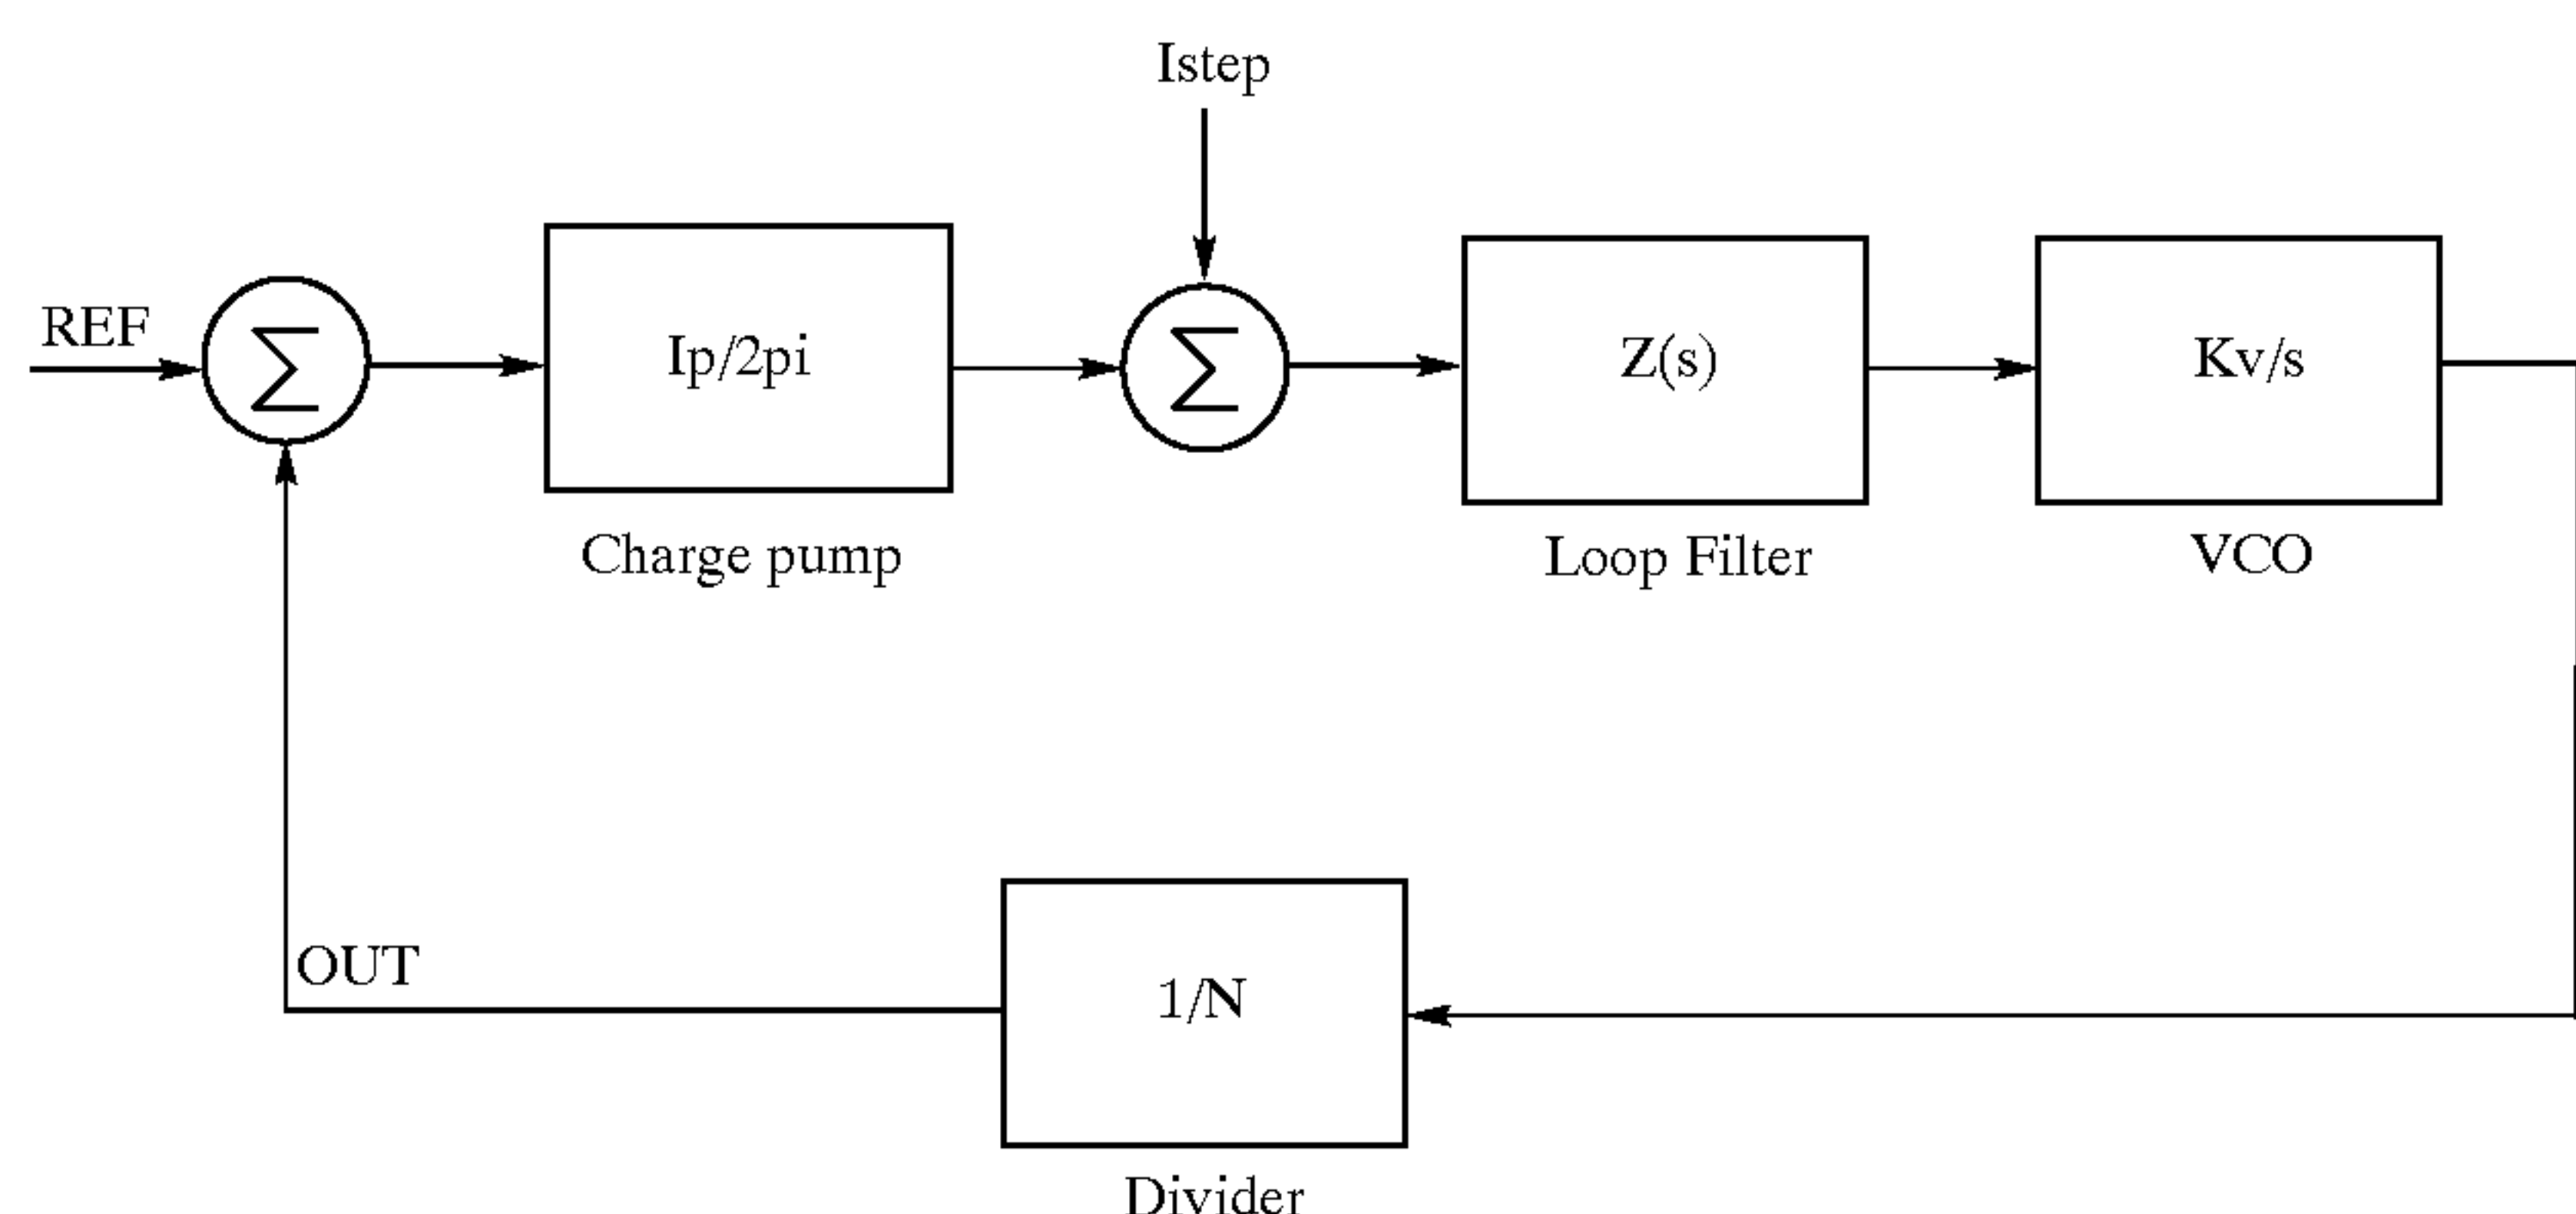 Istep
REF
Σ
Ip/2pi
Σ
Z(s)
Kv/s
Charge pump
Loop Filter
VCO
OUT
1/N
Divider